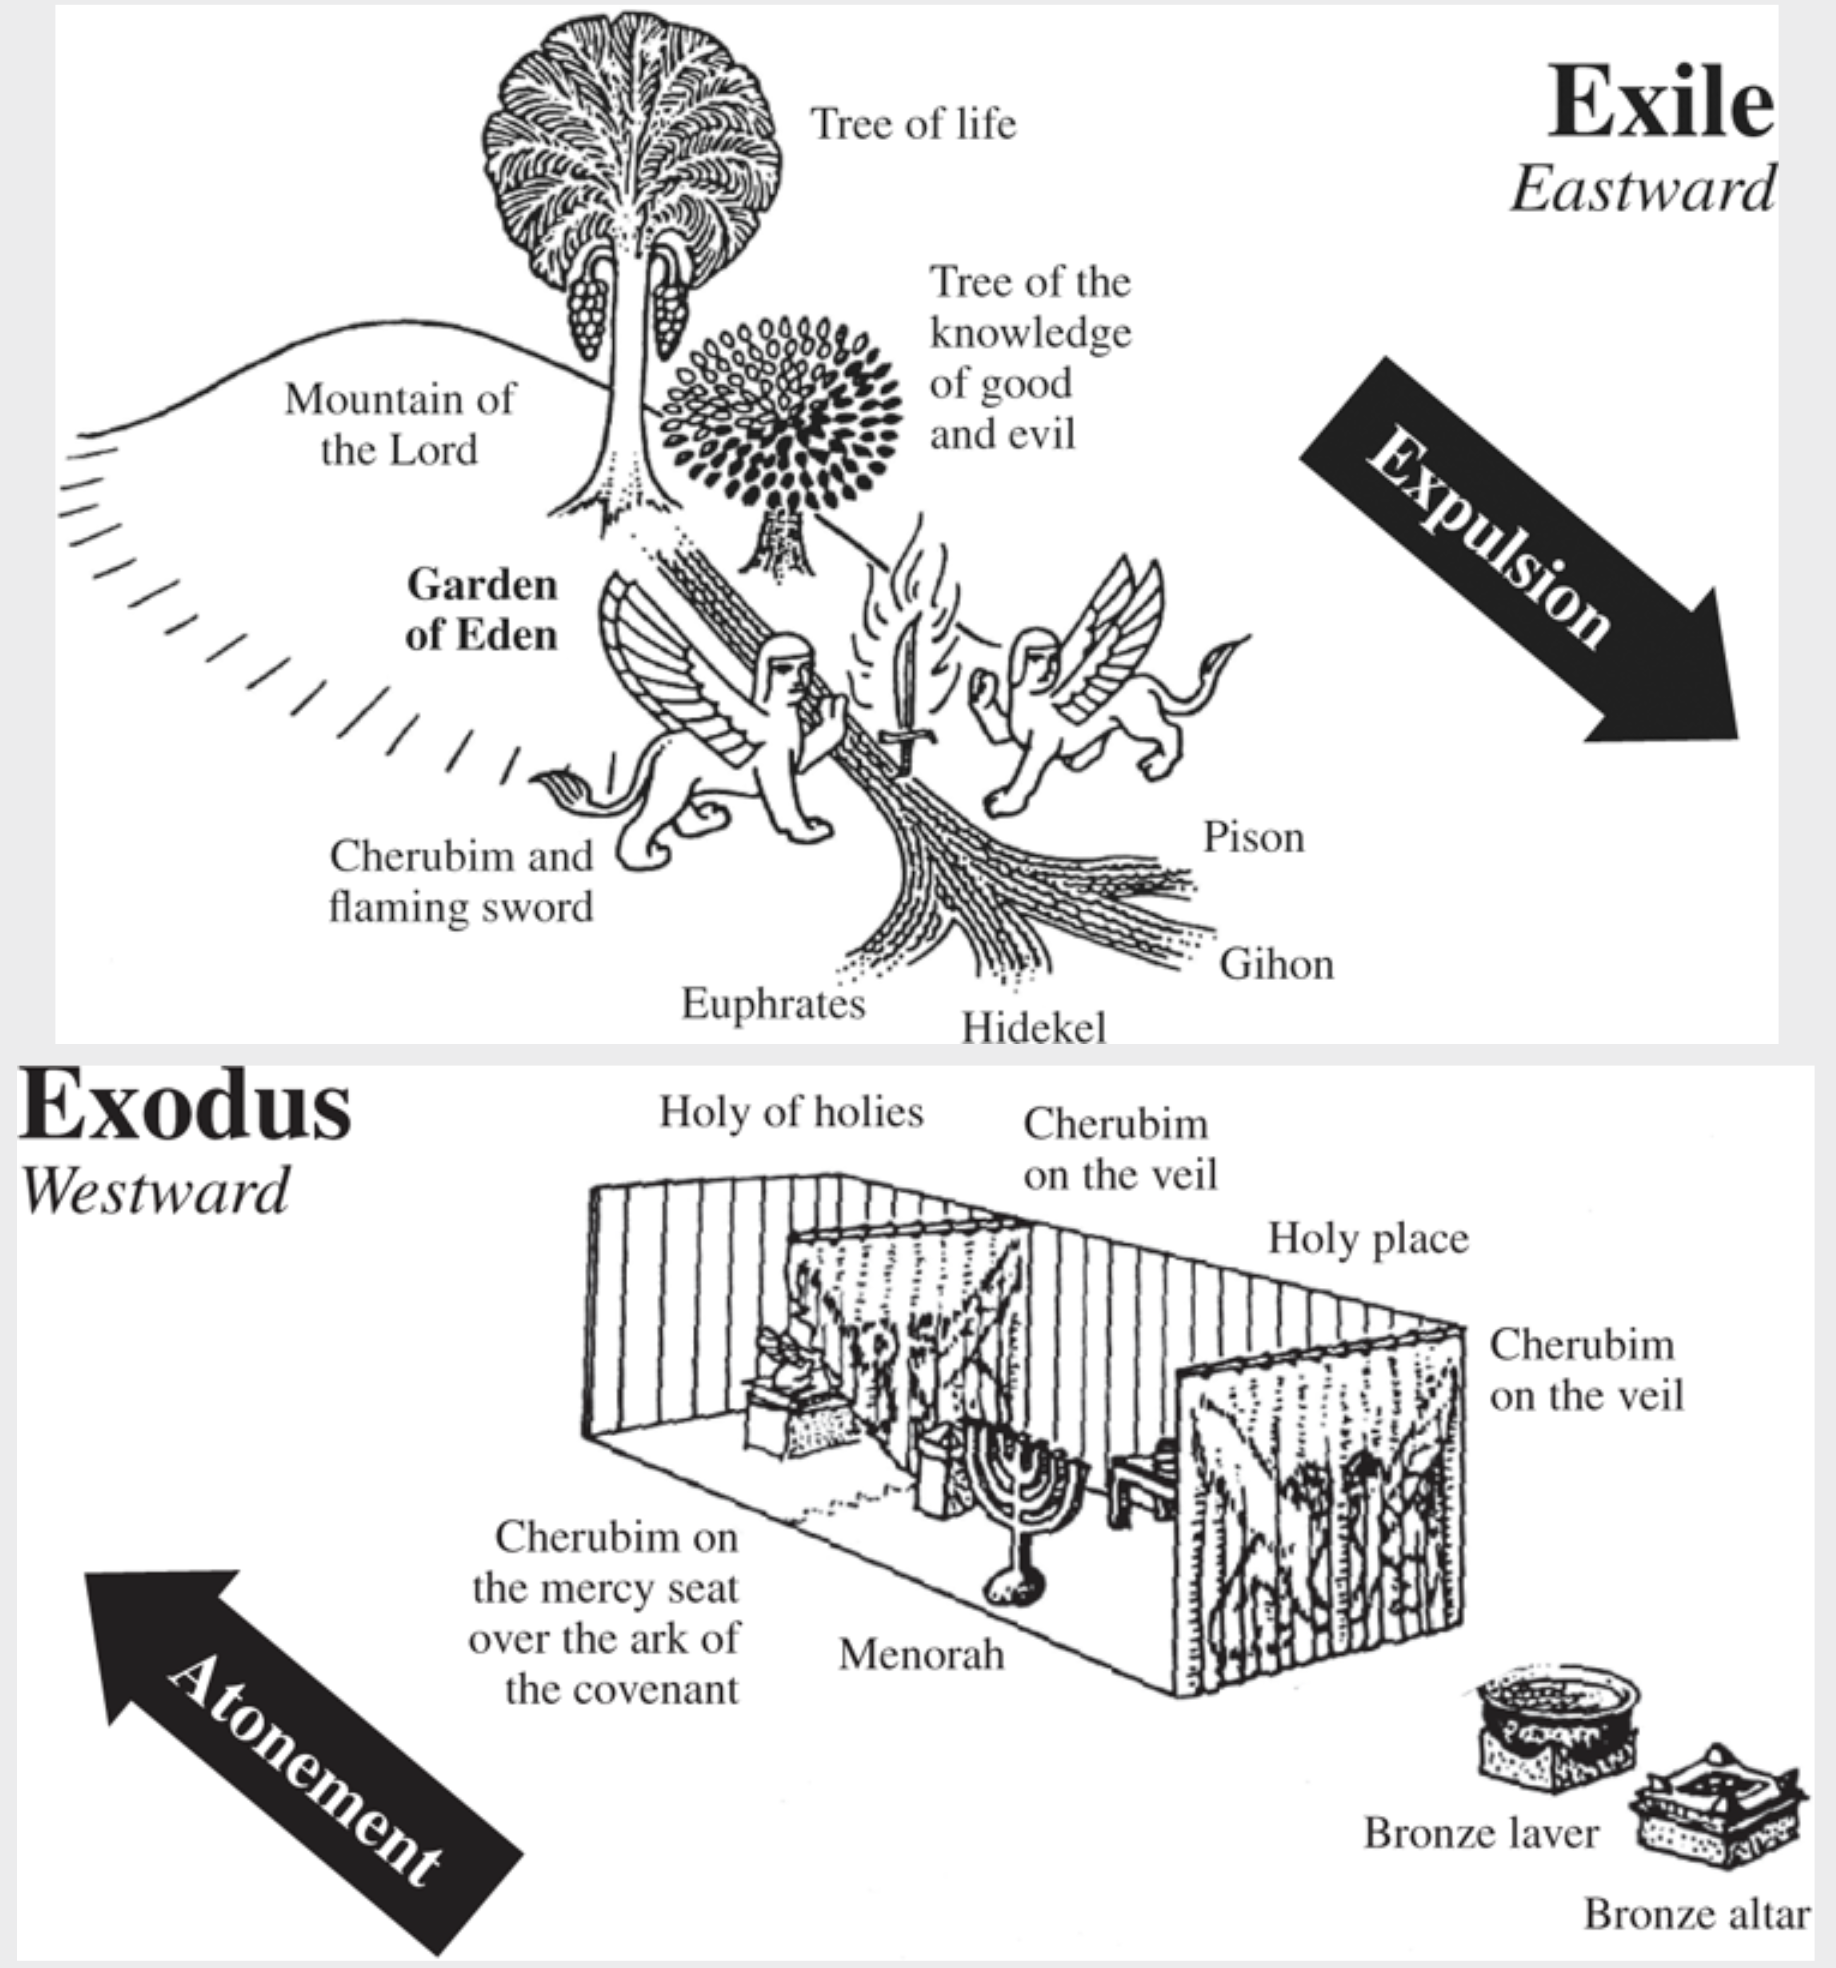 Tree of life
Exile
Eastward
Tree of the
knowledge
of good
and evil
Mountain of
the Lord
Expulsion
Garden
of Eden
Cherubim and
flaming sword
Pison
Gihon
Euphrates
Hidekel
Exodus
Westward
Holy of holies
Cherubim
on the veil
Holy place
Cherubim
on the veil
Cherubim on
the mercy seat
over the ark of
the covenant
Menorah
Atonement
Bronze laver
Bronze altar